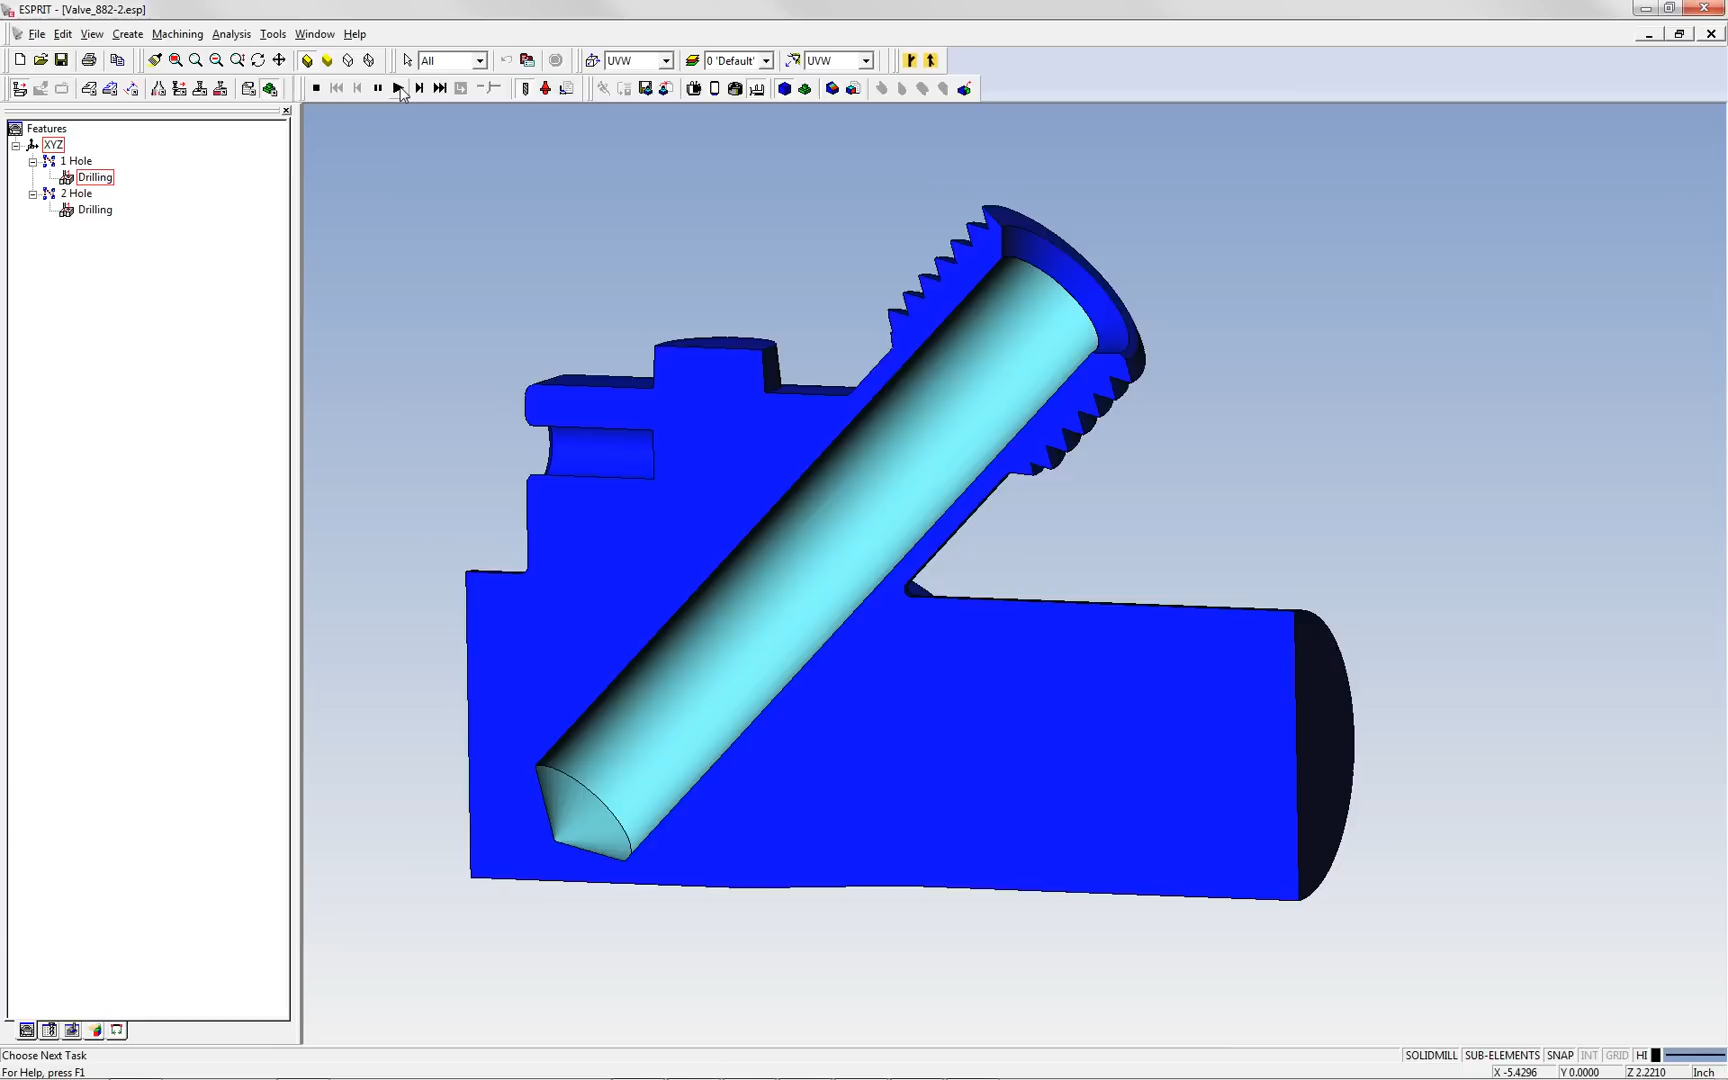 ESPRIT - [Valve_882-2.esp]
File Edit View Create Machining Analysis Tools Window Help
All UVW 0 'Default' UVW
Features
XYZ
1 Hole
Drilling
2 Hole
Drilling
Choose Next Task SOLIDMILL SUB-ELEMENTS SNAP INT GRID HI
For Help, press F1 X -5.4296 Y 0.0000 Z 2.2210 Inch